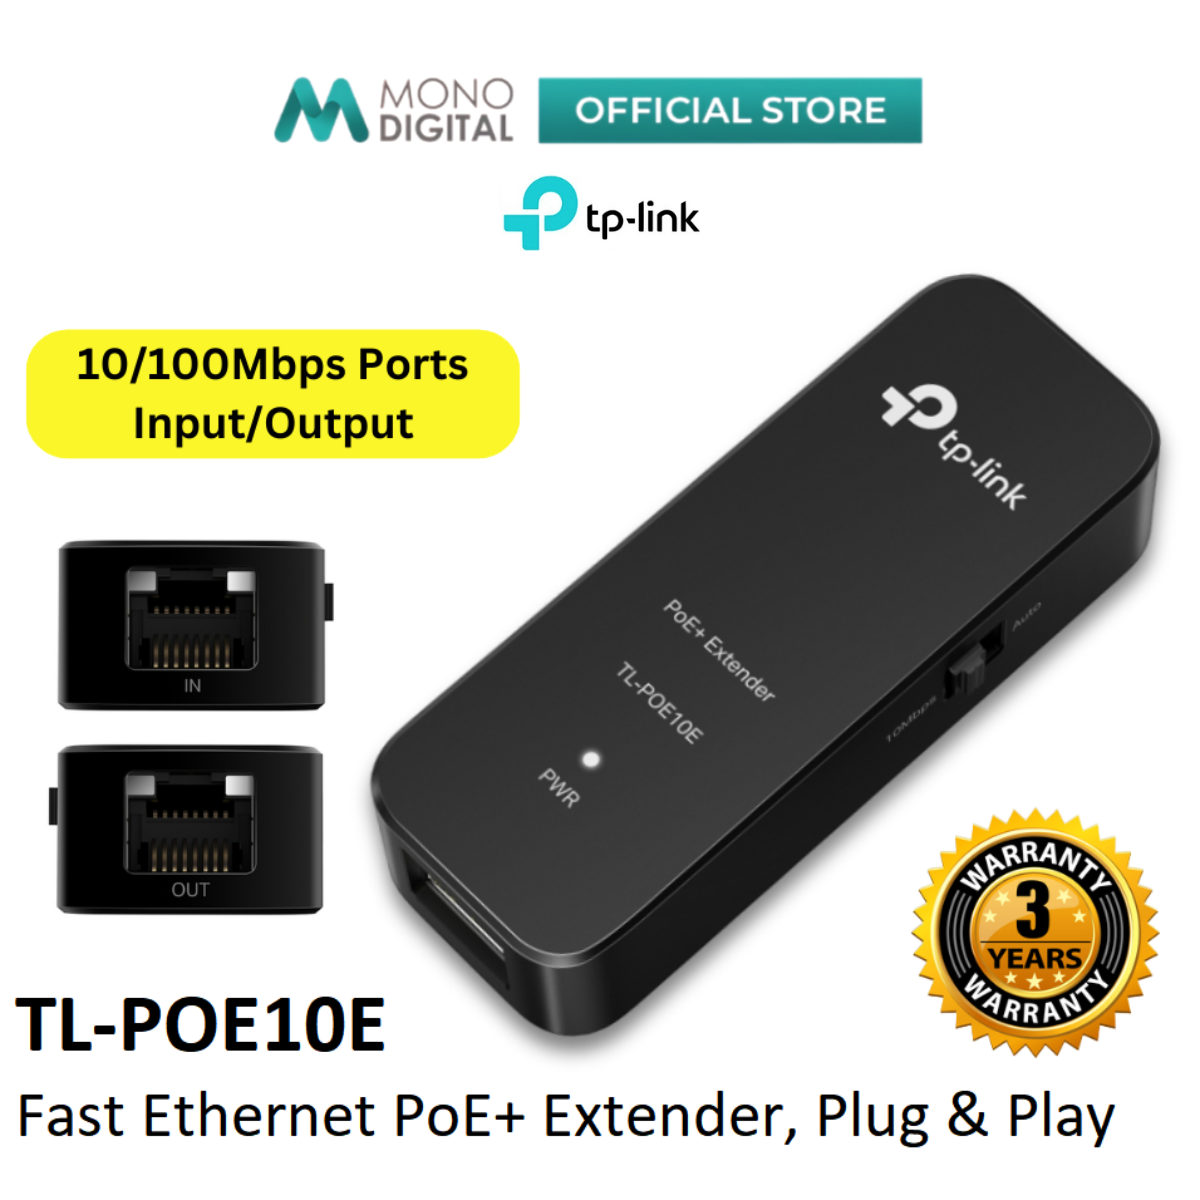 MONO
DIGITAL
OFFICIAL STORE
tp-link
10/100Mbps Ports
Input/Output
tp-link
PoE+ Extender
TL-POE10E
PWR
Auto
10Mbps
IN
OUT
WARRANTY
3
YEARS
WARRANTY
TL-POE10E
Fast Ethernet PoE+ Extender, Plug & Play